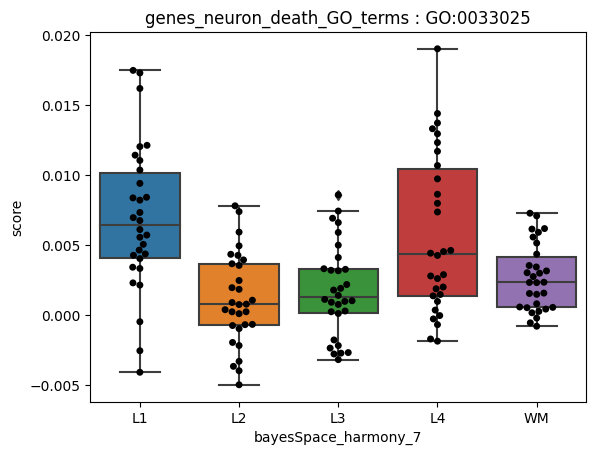 genes_neuron_death_GO_terms : GO:0033025
0.020
0.015
0.010
0.005
0.000
−0.005
score
L1 L2 L3 L4 WM
bayesSpace_harmony_7